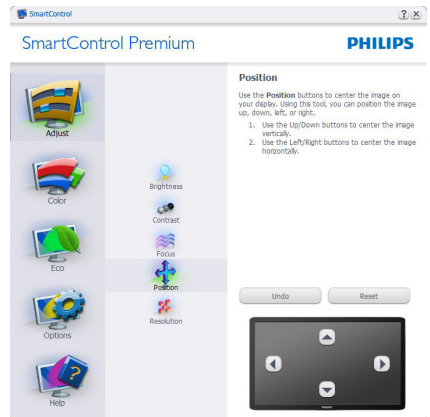 SmartControl
SmartControl Premium
PHILIPS
Adjust
Color
Eco
Options
Help
Brightness
Contrast
Focus
Position
Resolution
Position
Use the Position buttons to center the image on
your display. Using this tool, you can position the image
up, down, left, or right.
1. Use the Up/Down buttons to center the image
vertically.
2. Use the Left/Right buttons to center the image
horizontally.
Undo
Reset
PHILIPS